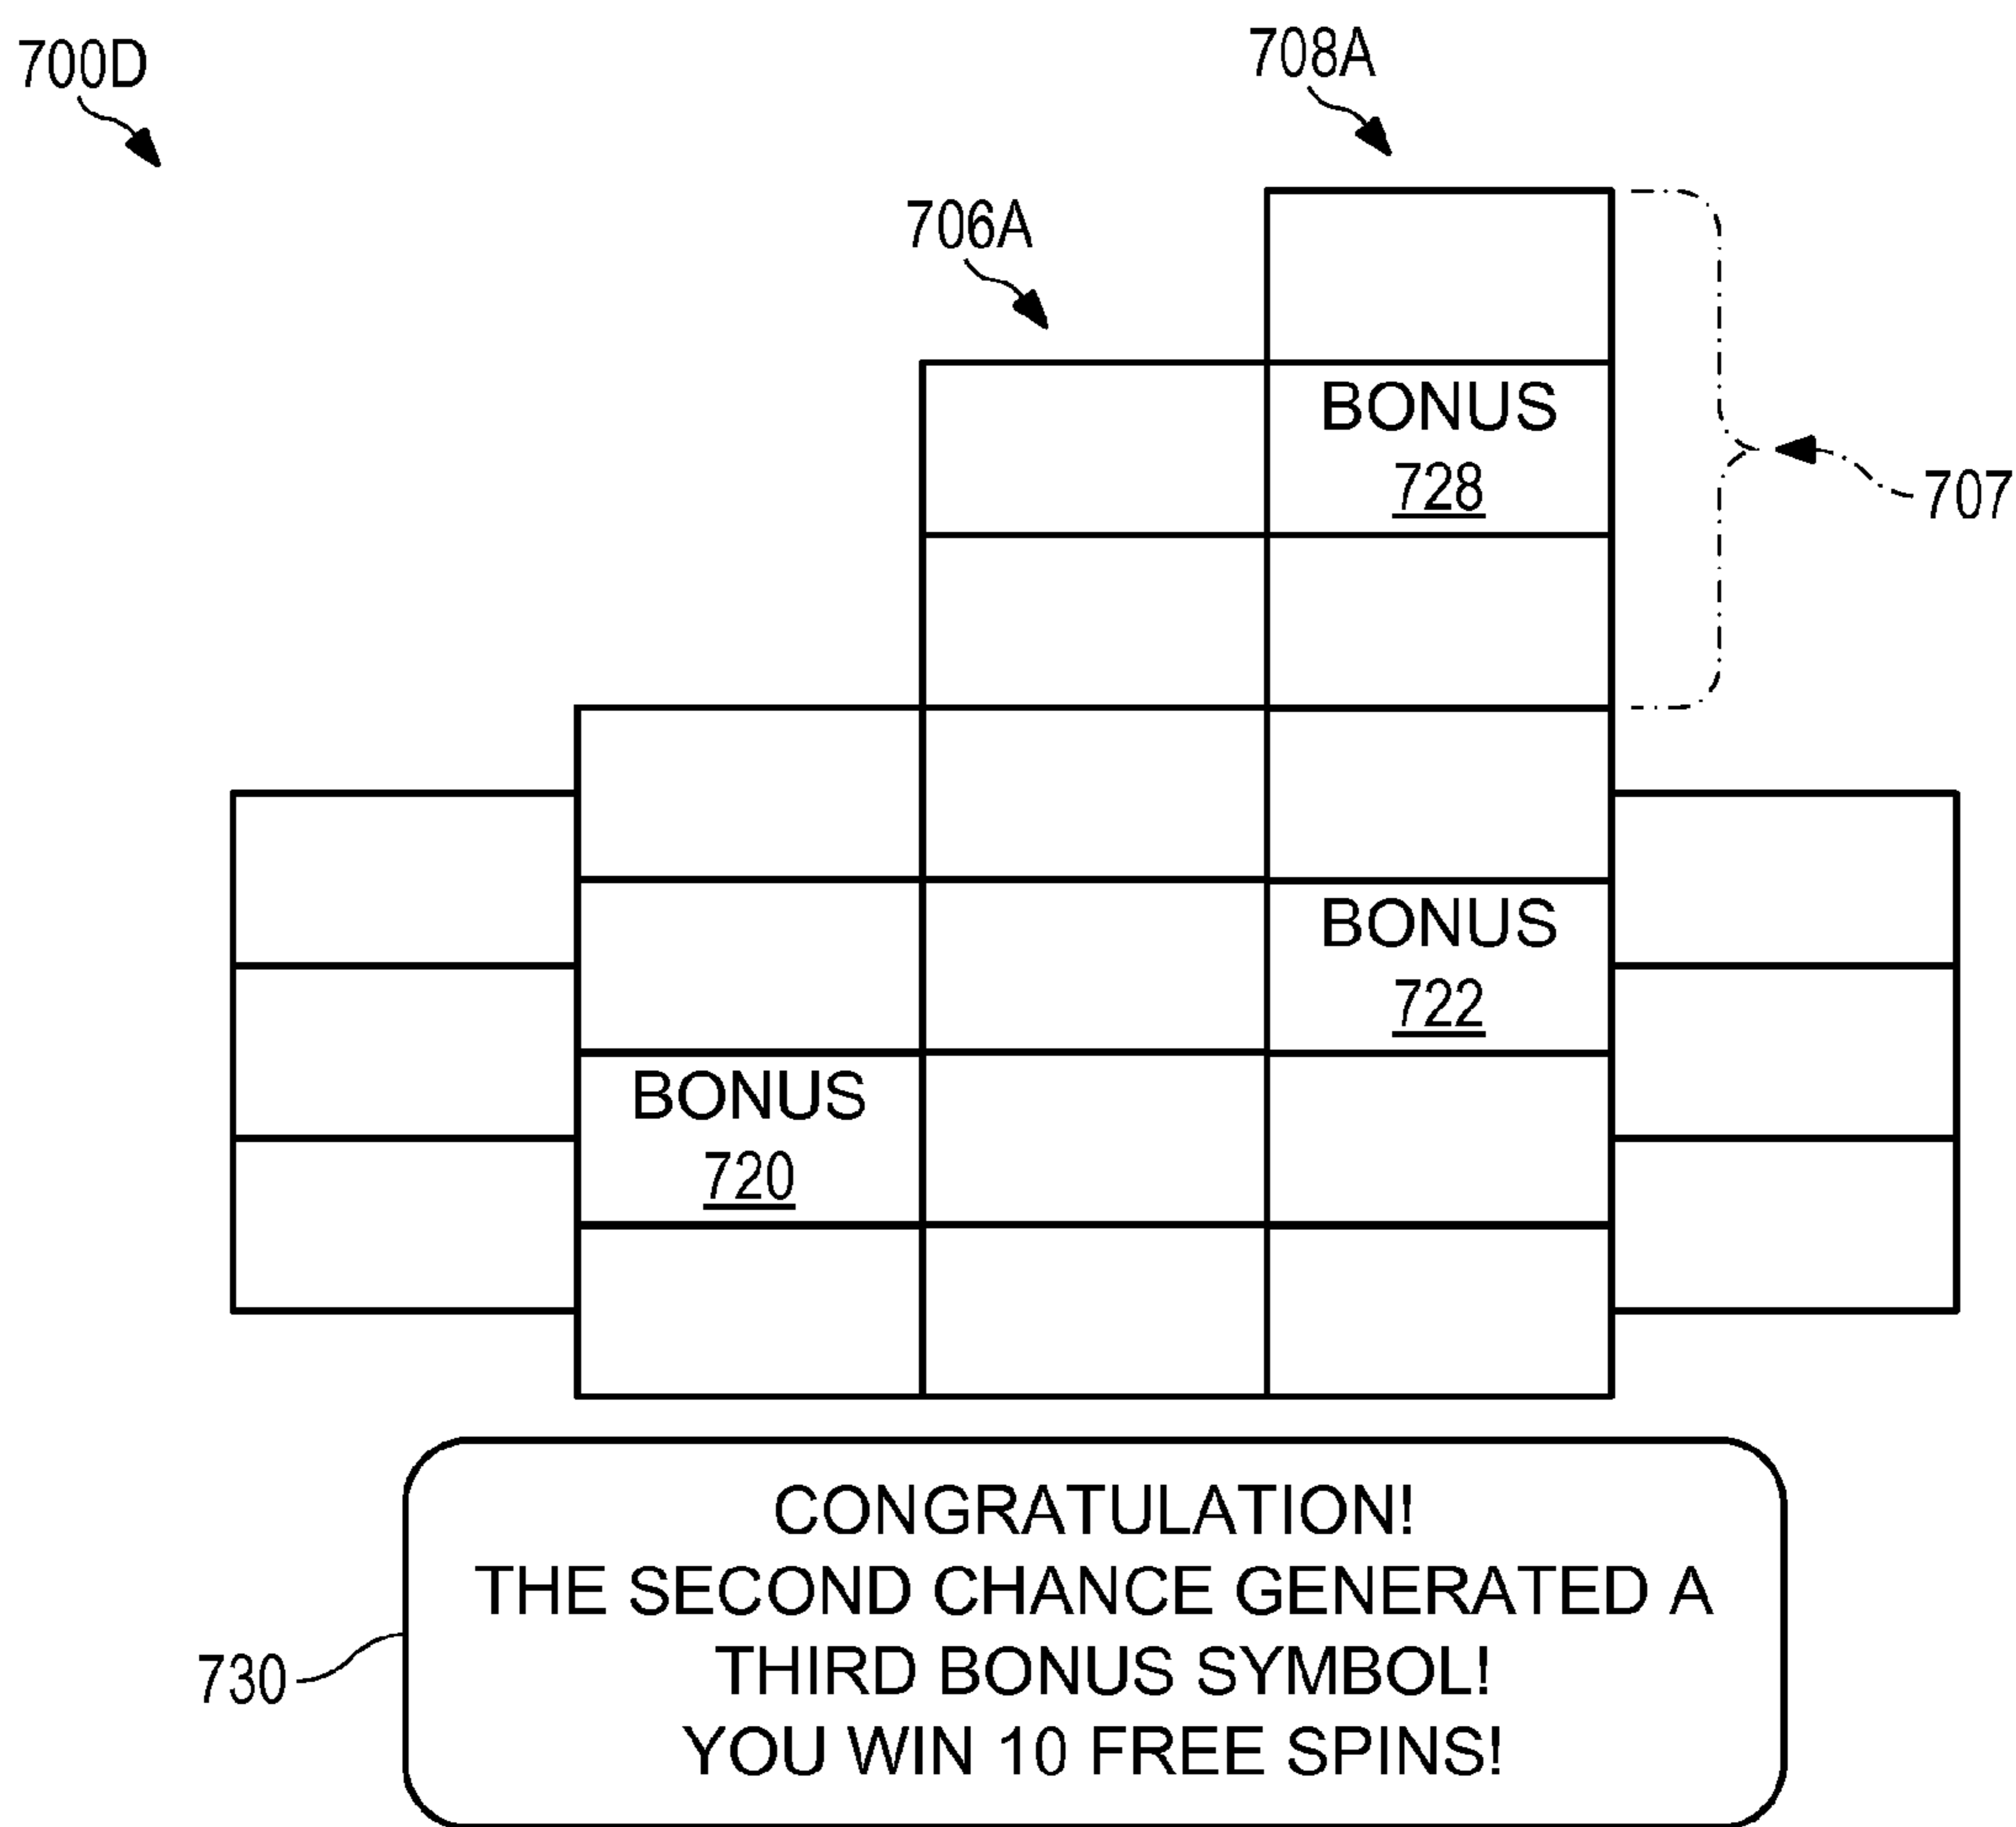 700D
708A
706A
BONUS
728
707
BONUS
722
BONUS
720
CONGRATULATION!
THE SECOND CHANCE GENERATED A
THIRD BONUS SYMBOL!
YOU WIN 10 FREE SPINS!
730